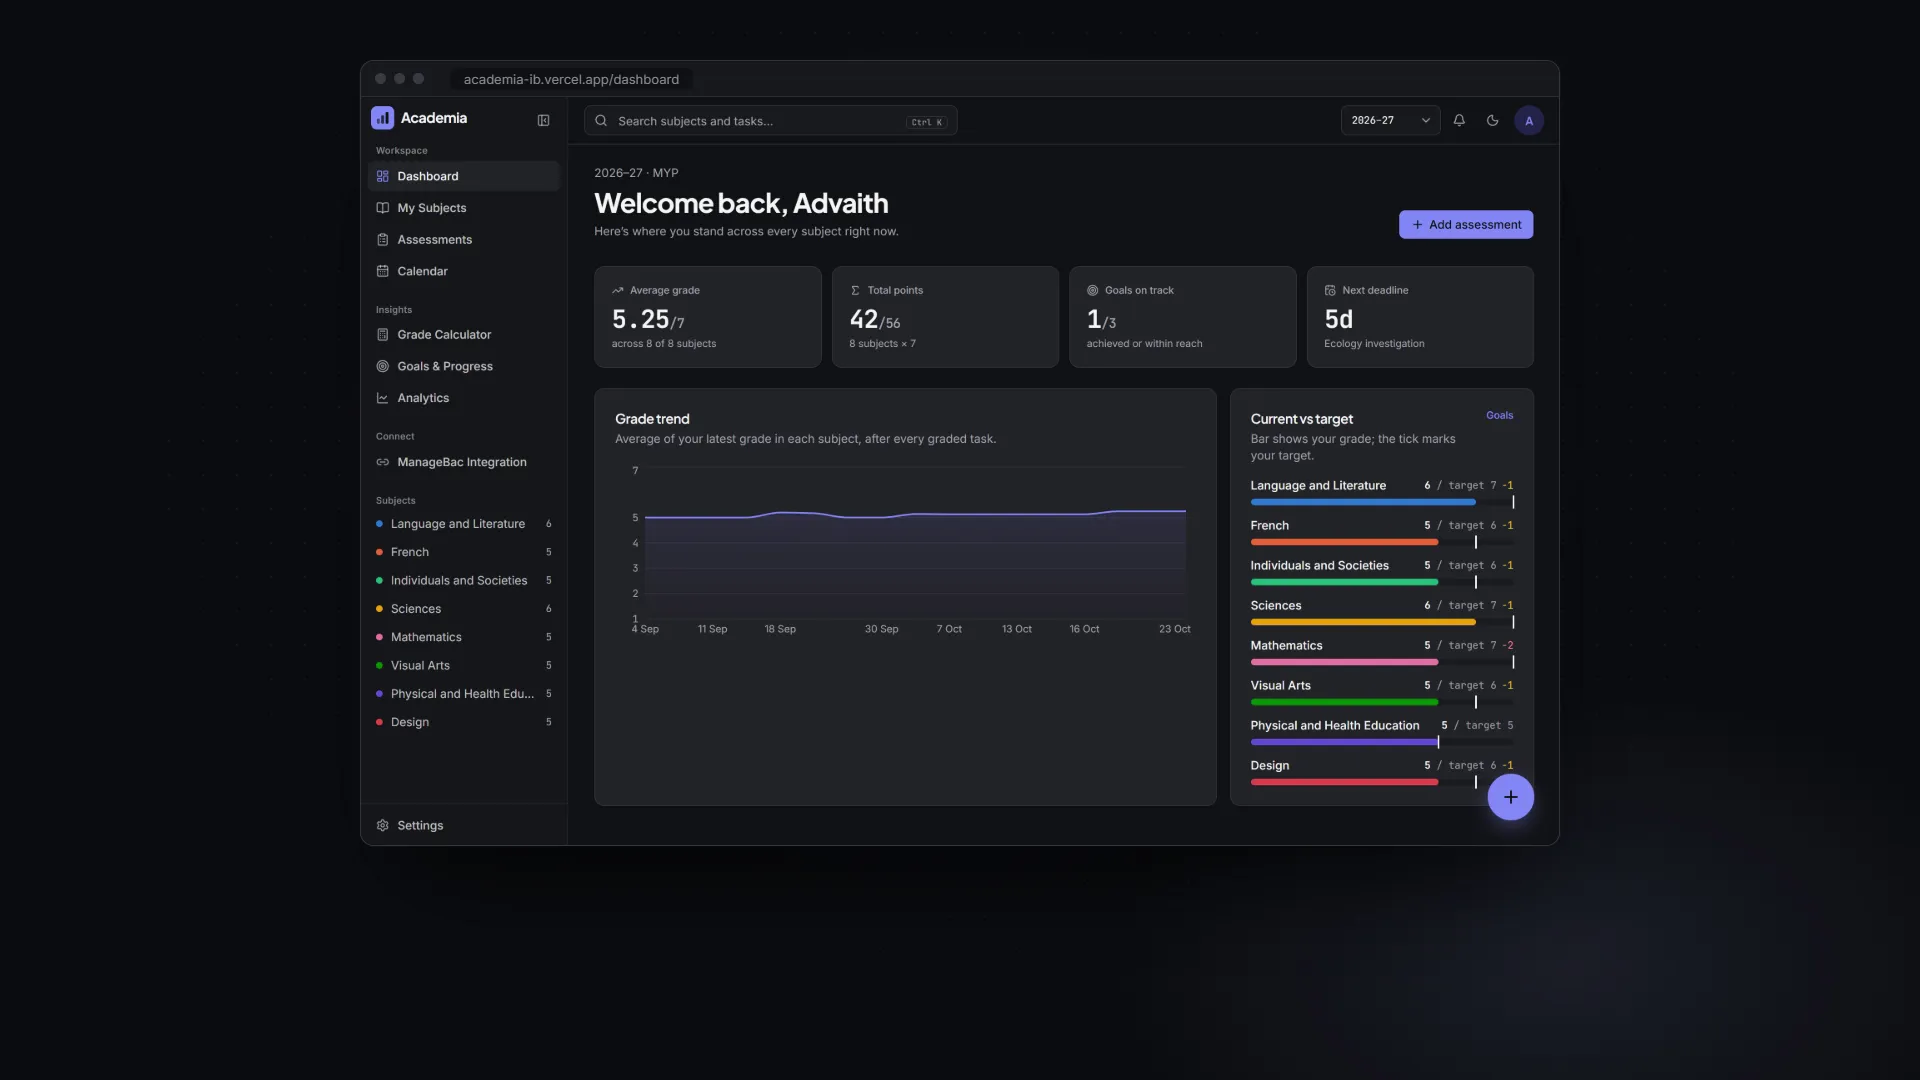 academia-ib.vercel.app/dashboard
Academia
Workspace
Dashboard
My Subjects
Assessments
Calendar
Insights
Grade Calculator
Goals & Progress
Analytics
Connect
ManageBac Integration
Subjects
Language and Literature 6
French 5
Individuals and Societies 5
Sciences 6
Mathematics 5
Visual Arts 5
Physical and Health Edu... 5
Design 5
Settings
Search subjects and tasks... Ctrl K
2026-27
A
2026–27 · MYP
Welcome back, Advaith
Here's where you stand across every subject right now.
+ Add assessment
Average grade
5.25/7
across 8 of 8 subjects
Total points
42/56
8 subjects × 7
Goals on track
1/3
achieved or within reach
Next deadline
5d
Ecology investigation
Grade trend
Average of your latest grade in each subject, after every graded task.
7
5
4
3
2
1
4 Sep 11 Sep 18 Sep 30 Sep 7 Oct 13 Oct 16 Oct 23 Oct
Current vs target
Goals
Bar shows your grade; the tick marks
your target.
Language and Literature 6 / target 7 -1
French 5 / target 6 -1
Individuals and Societies 5 / target 6 -1
Sciences 6 / target 7 -1
Mathematics 5 / target 7 -2
Visual Arts 5 / target 6 -1
Physical and Health Education 5 / target 5
Design 5 / target 6 -1
+